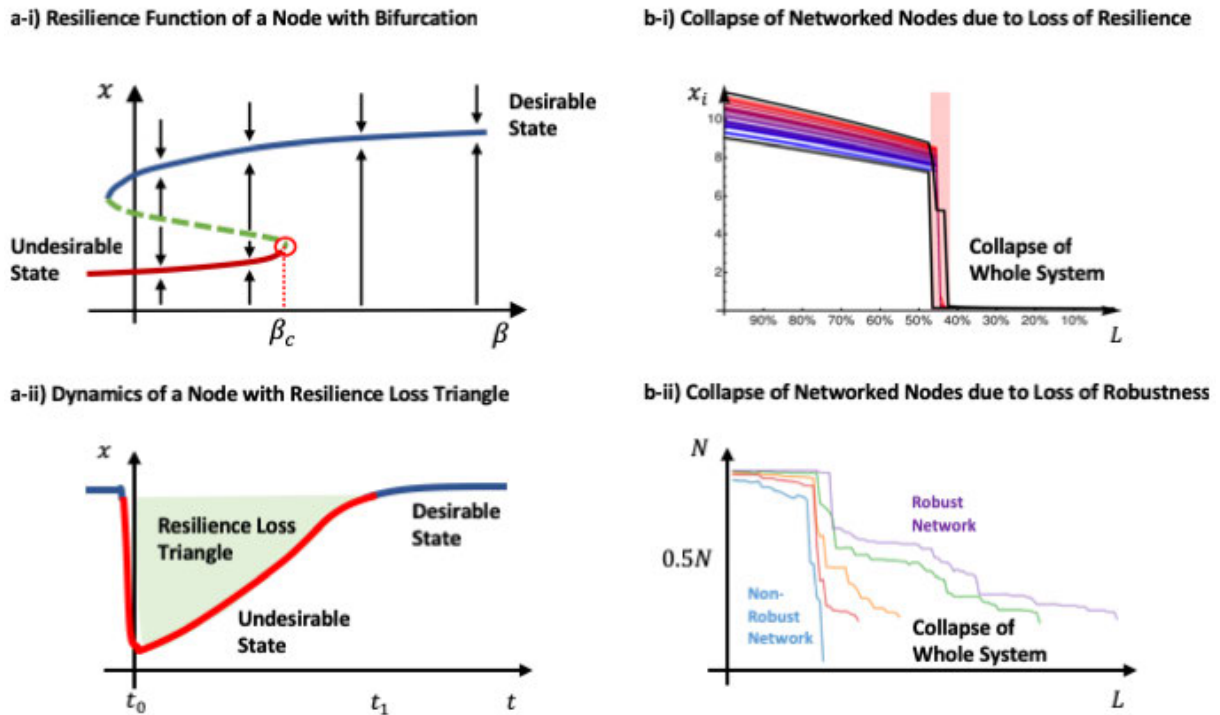 a-i) Resilience Function of a Node with Bifurcation
x
Desirable
State
Undesirable
State
β_c
β
b-i) Collapse of Networked Nodes due to Loss of Resilience
x_i
10
8
6
4
2
Collapse of
Whole System
90% 80% 70% 60% 50% 40% 30% 20% 10%
L
a-ii) Dynamics of a Node with Resilience Loss Triangle
x
Resilience Loss
Triangle
Desirable
State
Undesirable
State
t_0
t_1
t
b-ii) Collapse of Networked Nodes due to Loss of Robustness
N
Robust
Network
0.5N
Non-
Robust
Network
Collapse of
Whole System
L